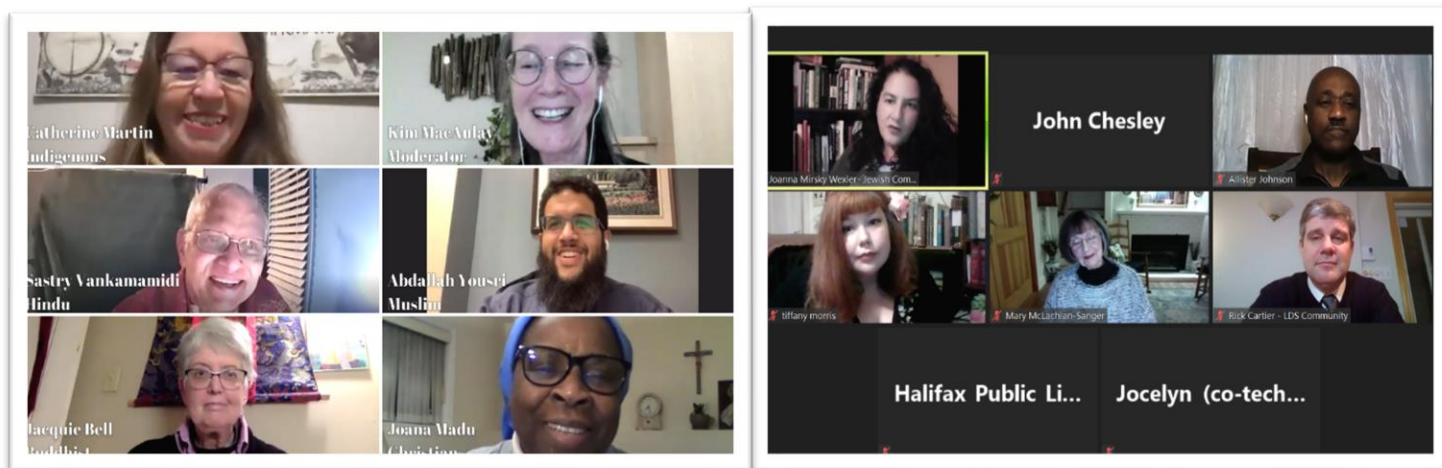 Catherine Martin
Indigenous
Kim MacAulay
Moderator
Sastry Vankamamidi
Hindu
Abdallah Yousri
Muslim
Jacquie Bell
Buddhist
Joana Madu
Christian
Joanna Mirsky Wexler- Jewish Com...
John Chesley
Allister Johnson
tiffany morris
Mary McLachlan-Sanger
Rick Cartier - LDS Community
Halifax Public Li...
Jocelyn (co-tech...